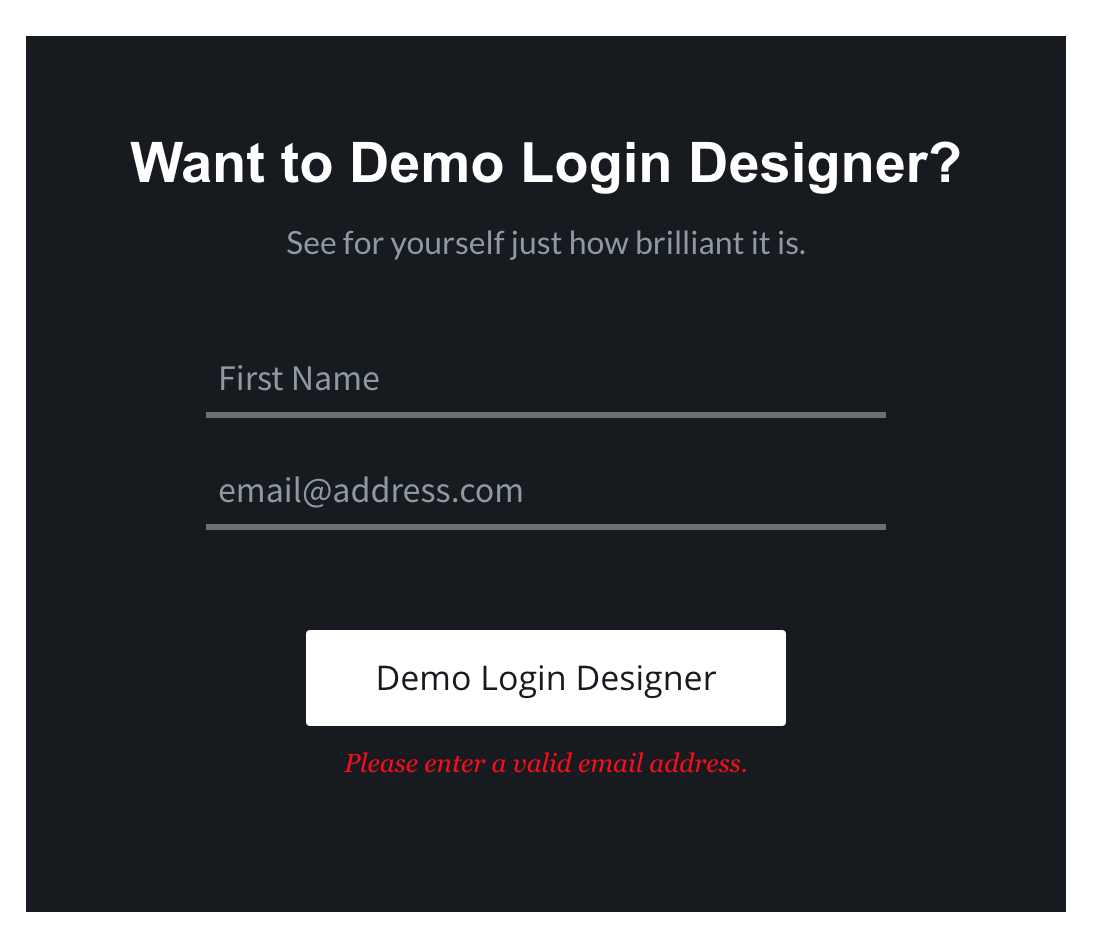 Want to Demo Login Designer?
See for yourself just how brilliant it is.
First Name
email@address.com
Demo Login Designer
Please enter a valid email address.